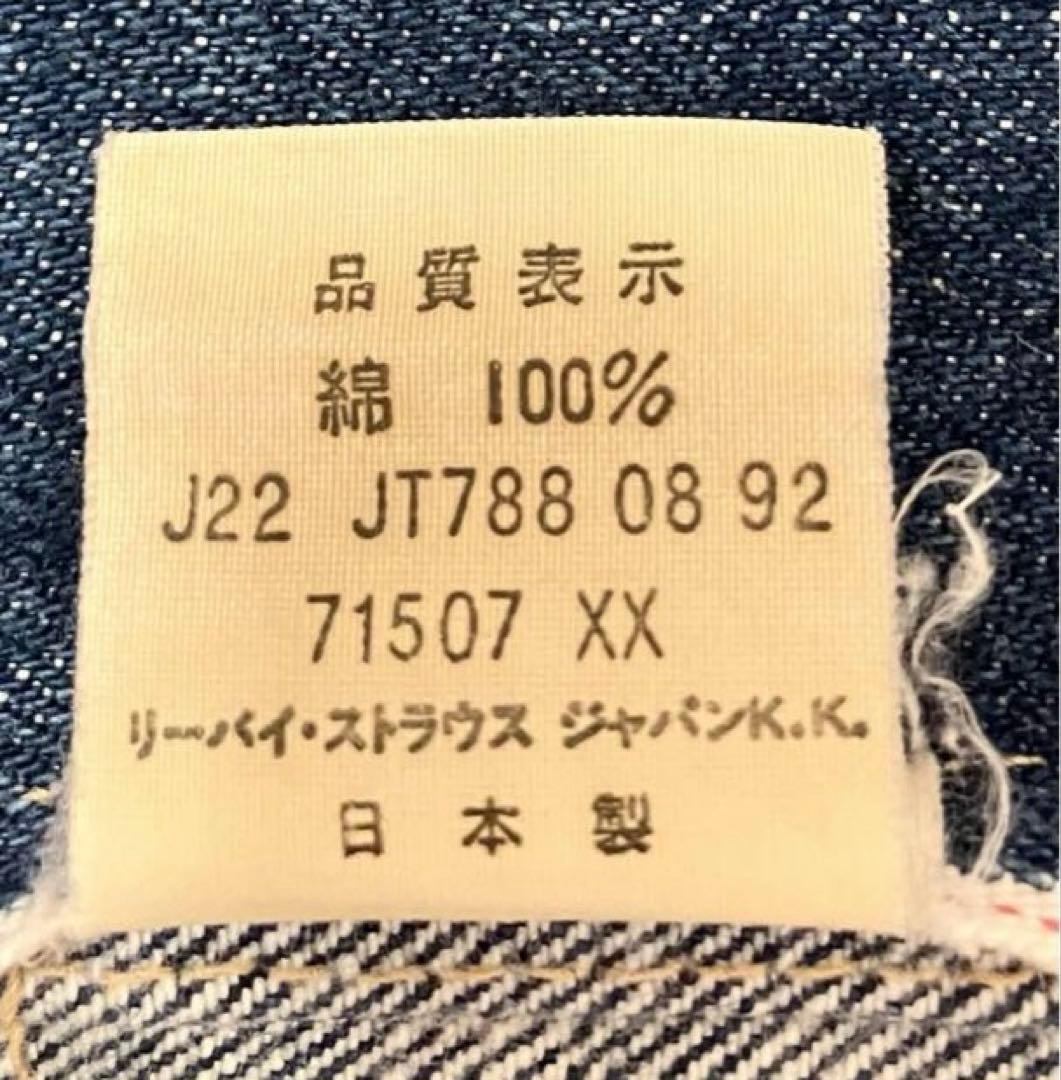 品質表示
綿 100%
J22 JT788 08 92
71507 XX
リーバイ・ストラウス ジャパンK.K.
日本製